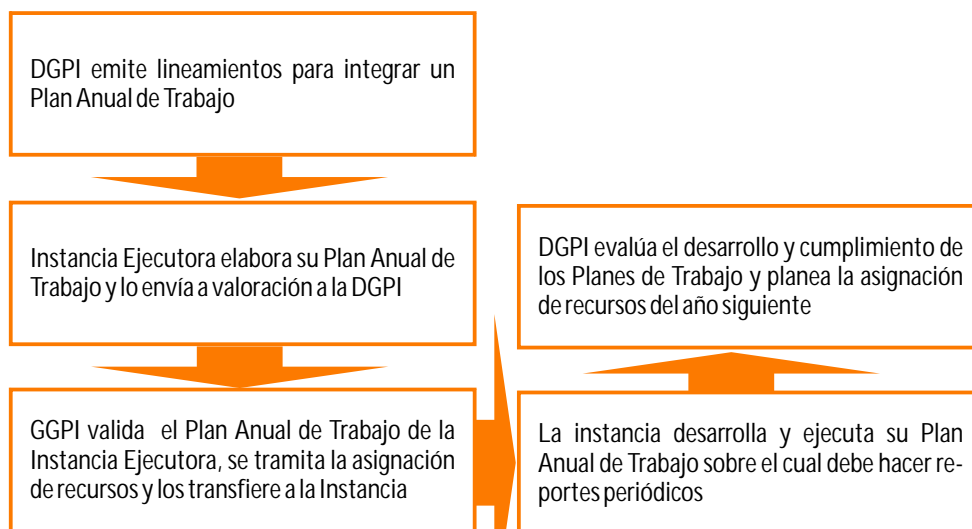 DGPI emite lineamientos para integrar un
Plan Anual de Trabajo
Instancia Ejecutora elabora su Plan Anual de
Trabajo y lo envía a valoración a la DGPI
GGPI valida el Plan Anual de Trabajo de la
Instancia Ejecutora, se tramita la asignación
de recursos y los transfiere a la Instancia
La instancia desarrolla y ejecuta su Plan
Anual de Trabajo sobre el cual debe hacer re-
portes periódicos
DGPI evalúa el desarrollo y cumplimiento de
los Planes de Trabajo y planea la asignación
de recursos del año siguiente